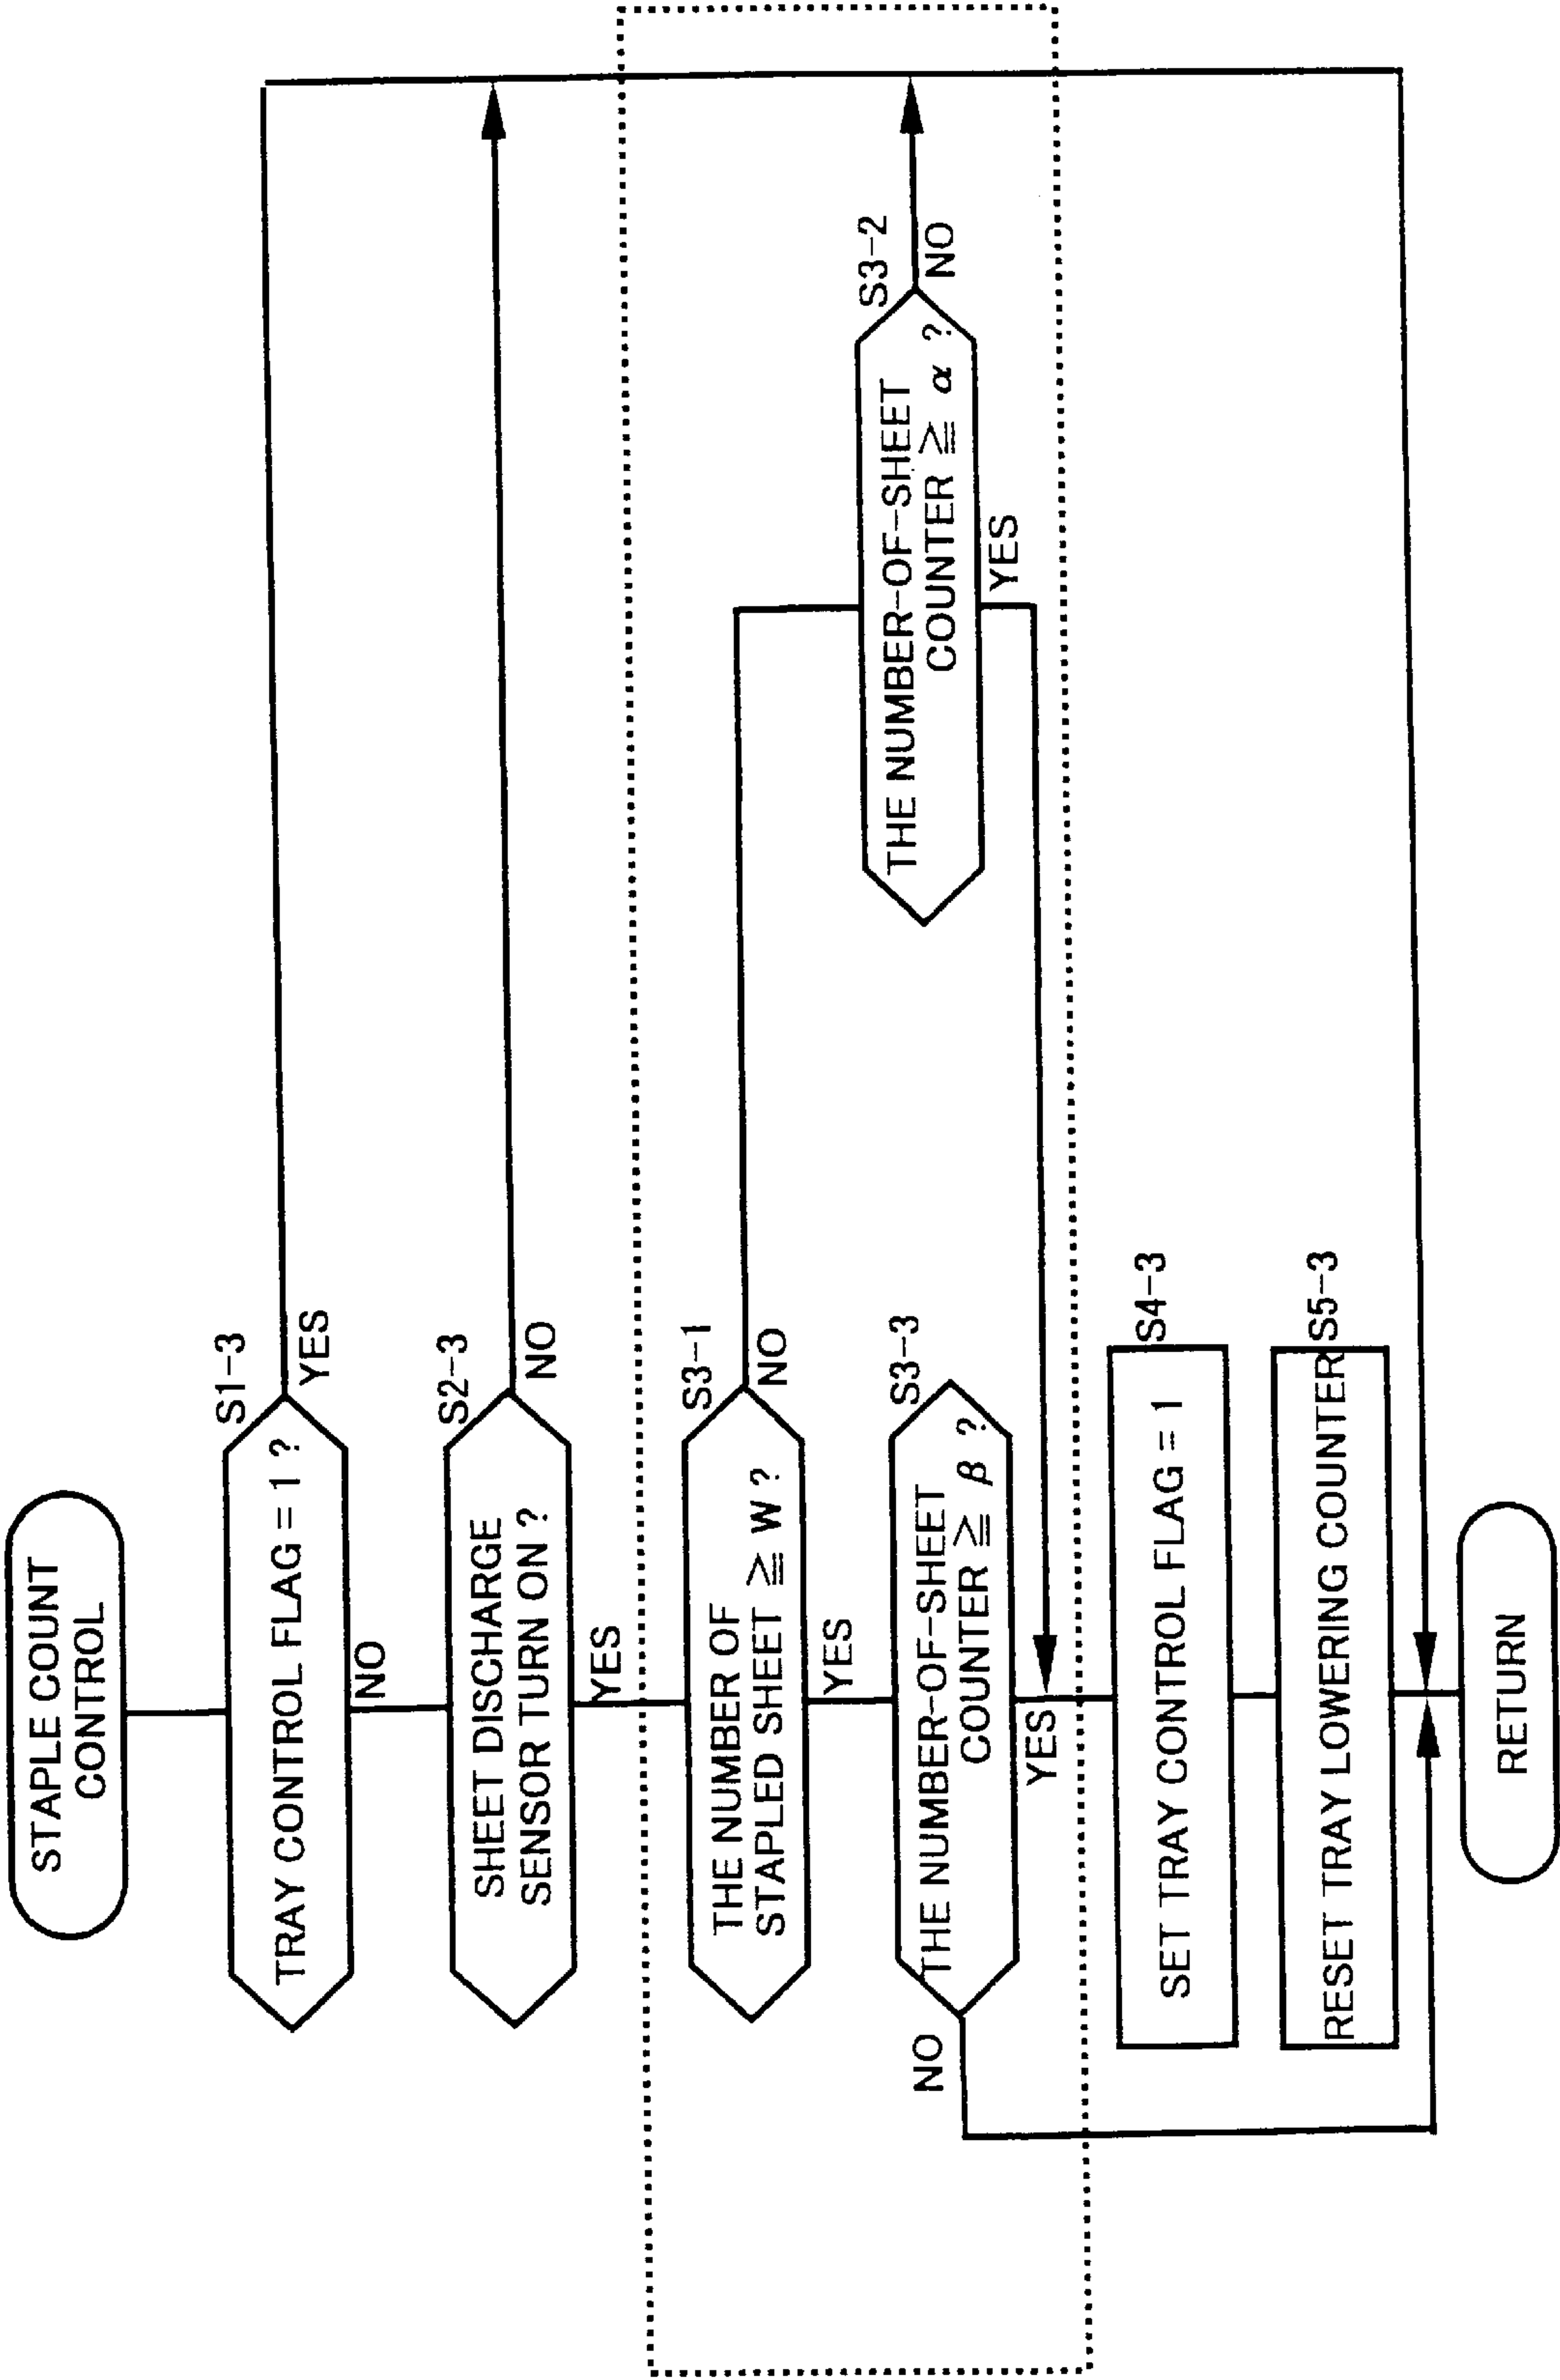 STAPLE COUNT
CONTROL
S1-3
TRAY CONTROL FLAG = 1 ?
YES
NO
S2-3
SHEET DISCHARGE
SENSOR TURN ON ?
NO
YES
S3-1
THE NUMBER OF
STAPLED SHEET ≧ W ?
NO
YES
S3-2
THE NUMBER-OF-SHEET
COUNTER ≧ α ?
NO
YES
S3-3
THE NUMBER-OF-SHEET
COUNTER ≧ β ?
NO
YES
S4-3
SET TRAY CONTROL FLAG = 1
S5-3
RESET TRAY LOWERING COUNTER
RETURN